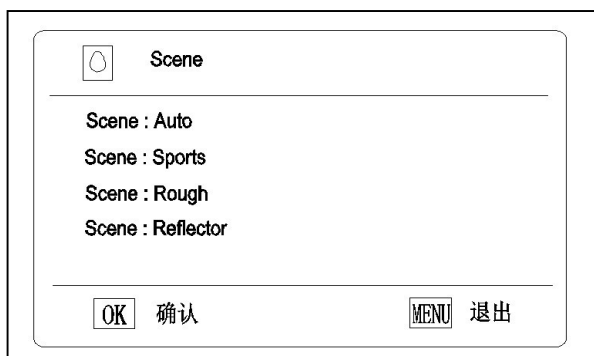 Scene
Scene : Auto
Scene : Sports
Scene : Rough
Scene : Reflector
OK 确认 MENU 退出